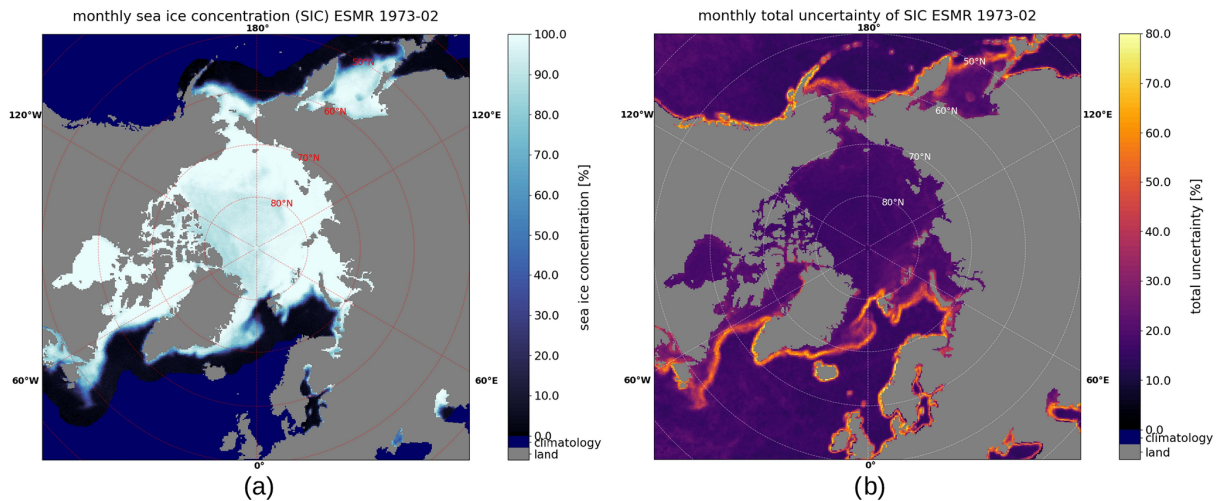 monthly sea ice concentration (SIC) ESMR 1973-02
180°
50°N
60°N
70°N
80°N
120°W
120°E
60°W
60°E
0°
100.0
90.0
80.0
70.0
60.0
50.0
40.0
30.0
20.0
10.0
0.0
climatology
land
sea ice concentration [%]
(a)
monthly total uncertainty of SIC ESMR 1973-02
180°
50°N
60°N
70°N
80°N
120°W
120°E
60°W
60°E
0°
80.0
70.0
60.0
50.0
40.0
30.0
20.0
10.0
0.0
climatology
land
total uncertainty [%]
(b)